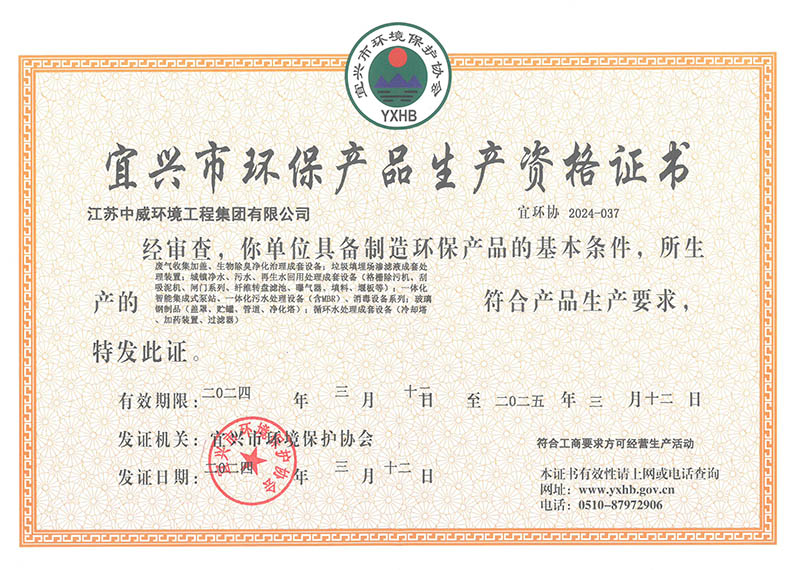 宜兴市环境保护协会
YXHB
宜兴市环保产品生产资格证书
江苏中威环境工程集团有限公司 宜环协 2024-037
经审查，你单位具备制造环保产品的基本条件，所生
产的
废气收集加盖、生物除臭净化治理成套设备；垃圾填埋场渗滤液成套处
理装置；城镇净水、污水、再生水回用处理成套设备（格栅除污机、刮
吸泥机、闸门系列、纤维转盘滤池、曝气器、填料、堰板等）；一体化
智能集成式泵站、一体化污水处理设备（含MBR）、消毒设备系列；玻璃
钢制品（盖罩、贮罐、管道、净化塔）；循环水处理成套设备（冷却塔
、加药装置、过滤器）
符合产品生产要求，
特发此证。
有效期限：二〇二四 年 三 月 十二日 至 二〇二五 年 三 月十二 日
发证机关：宜兴市环境保护协会
发证日期：二〇二四 年 三 月 十二 日
宜兴市环境保护协会
符合工商要求方可经营生产活动
本证书有效性请上网或电话查询
网址：www.yxhb.gov.cn
电话：0510-87972906